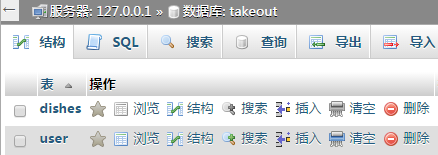 服务器: 127.0.0.1 » 数据库: takeout
结构 SQL 搜索 查询 导出 导入
表 操作
dishes 浏览 结构 搜索 插入 清空 删除
user 浏览 结构 搜索 插入 清空 删除